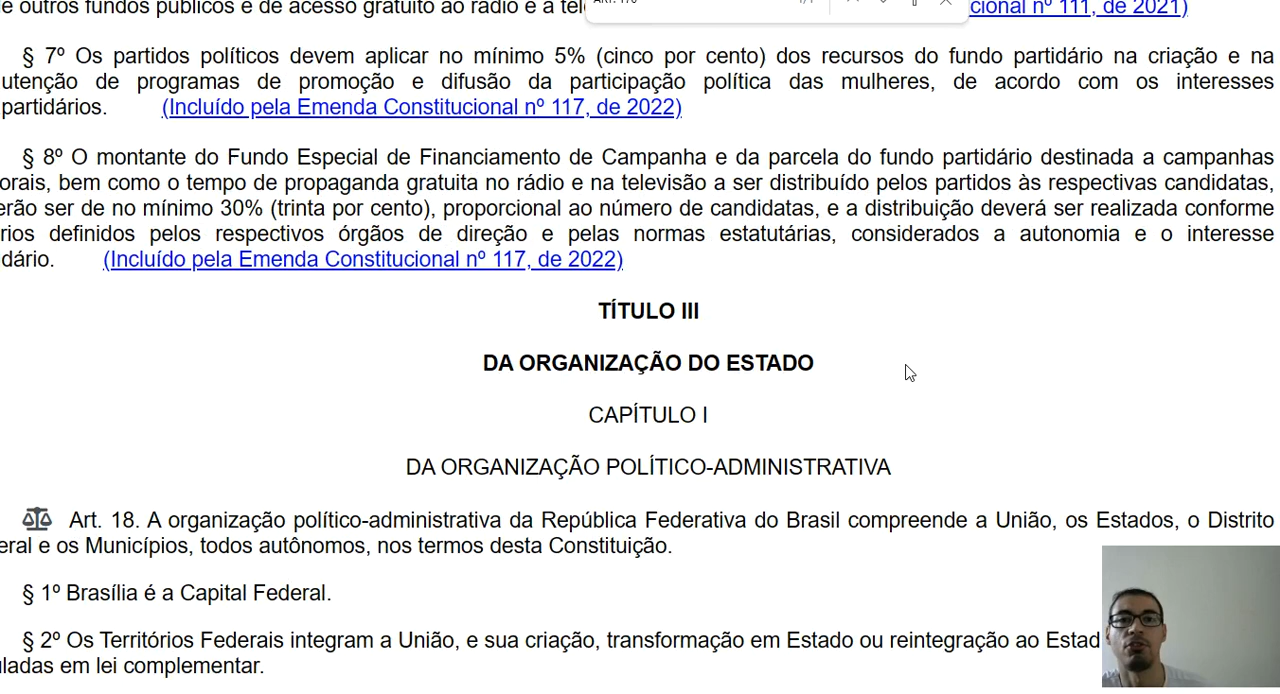 e outros fundos públicos e de acesso gratuito ao rádio e à tele
cional nº 111, de 2021)
§ 7º Os partidos políticos devem aplicar no mínimo 5% (cinco por cento) dos recursos do fundo partidário na criação e na
utenção de programas de promoção e difusão da participação política das mulheres, de acordo com os interesses
partidários. (Incluído pela Emenda Constitucional nº 117, de 2022)
§ 8º O montante do Fundo Especial de Financiamento de Campanha e da parcela do fundo partidário destinada a campanhas
orais, bem como o tempo de propaganda gratuita no rádio e na televisão a ser distribuído pelos partidos às respectivas candidatas,
erão ser de no mínimo 30% (trinta por cento), proporcional ao número de candidatas, e a distribuição deverá ser realizada conforme
rios definidos pelos respectivos órgãos de direção e pelas normas estatutárias, considerados a autonomia e o interesse
dário. (Incluído pela Emenda Constitucional nº 117, de 2022)
TÍTULO III
DA ORGANIZAÇÃO DO ESTADO
CAPÍTULO I
DA ORGANIZAÇÃO POLÍTICO-ADMINISTRATIVA
Art. 18. A organização político-administrativa da República Federativa do Brasil compreende a União, os Estados, o Distrito
eral e os Municípios, todos autônomos, nos termos desta Constituição.
§ 1º Brasília é a Capital Federal.
§ 2º Os Territórios Federais integram a União, e sua criação, transformação em Estado ou reintegração ao Estad
uladas em lei complementar.